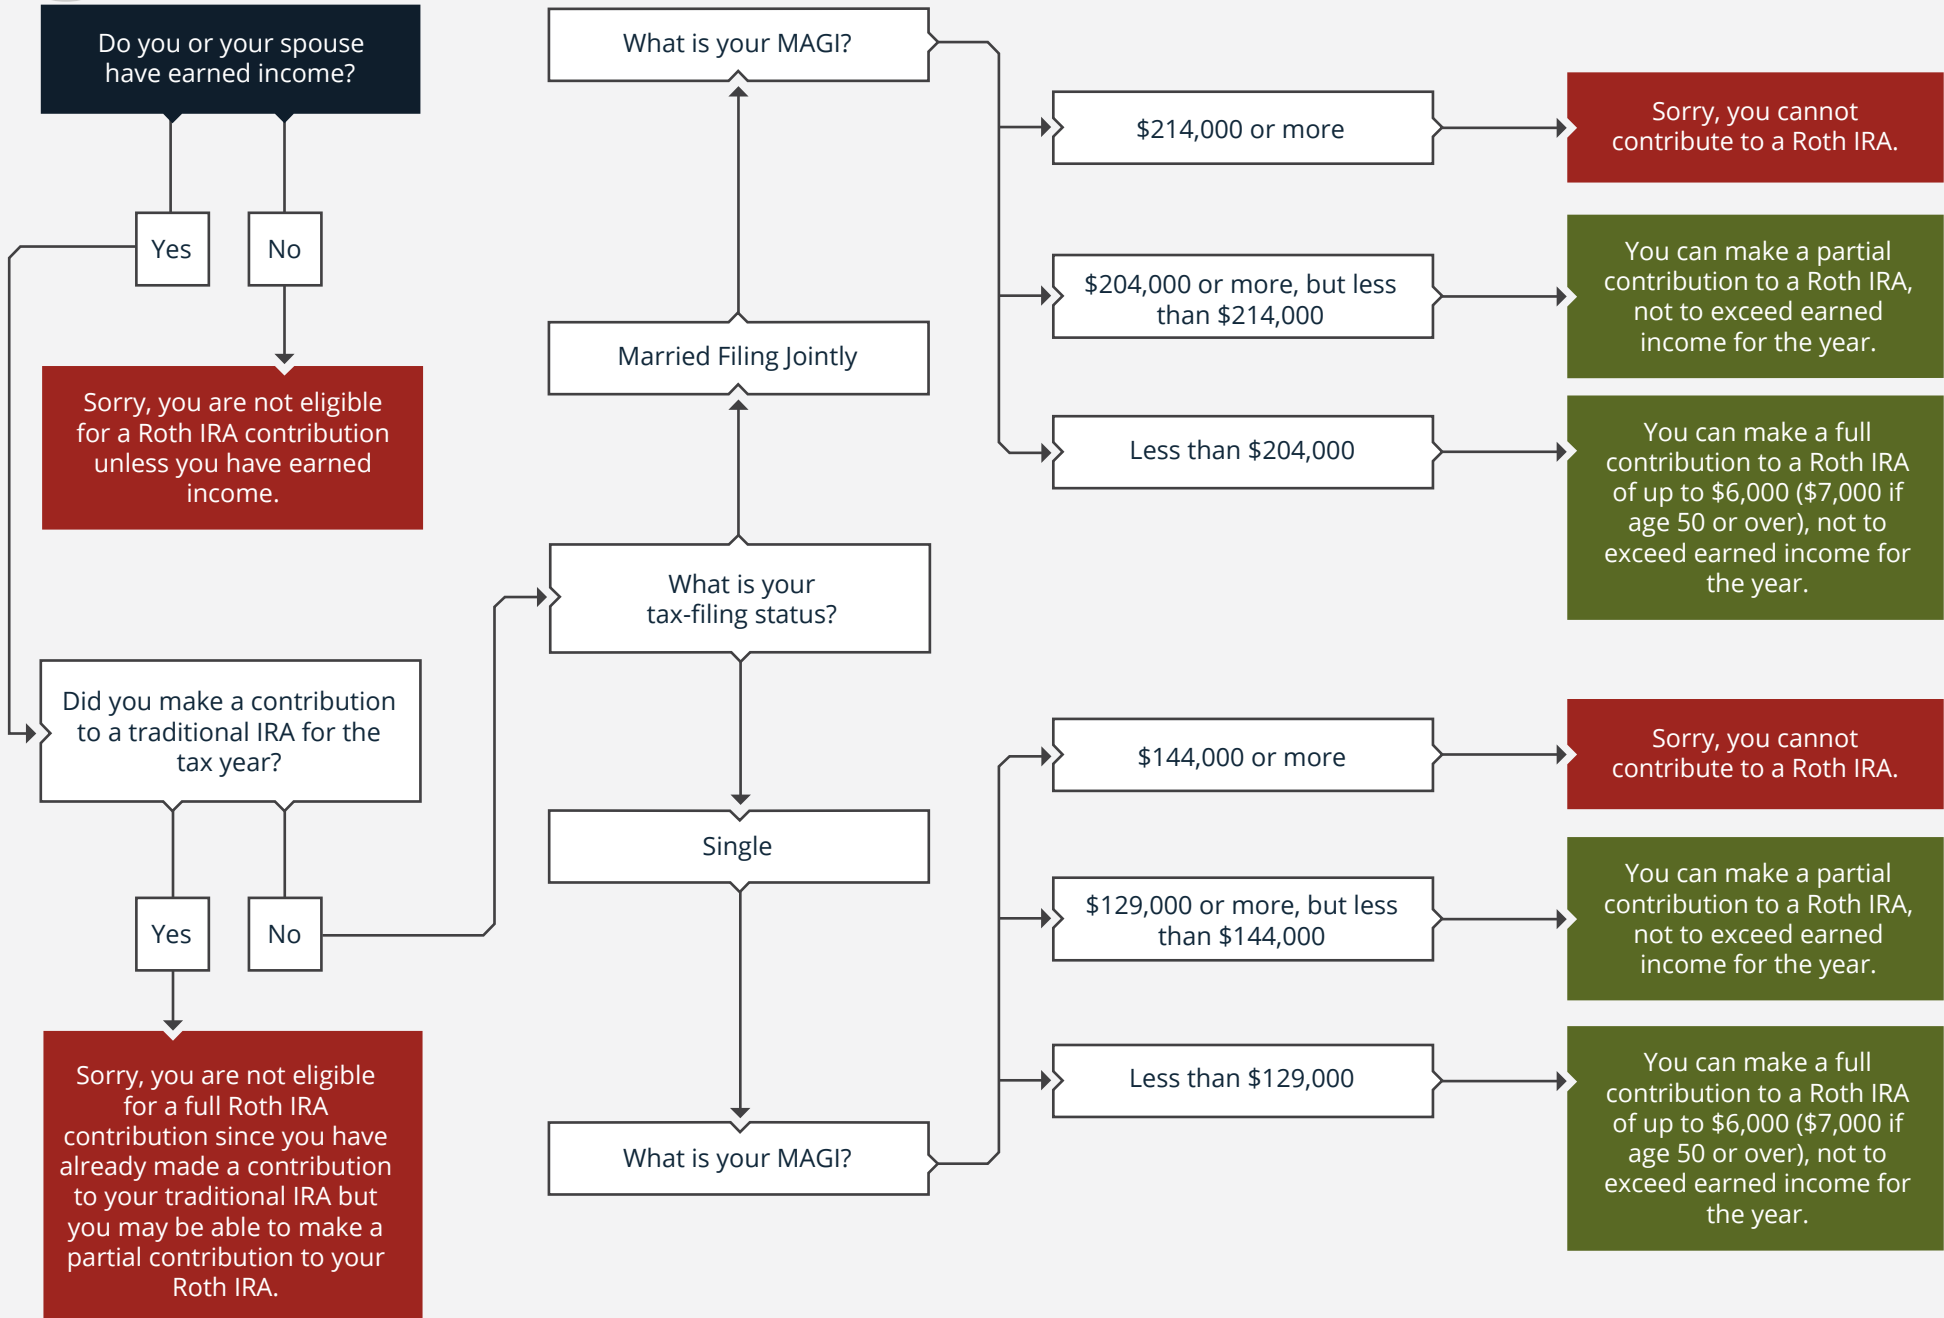 Do you or your spouse
have earned income?
Yes
No
Sorry, you are not eligible
for a Roth IRA contribution
unless you have earned
income.
Did you make a contribution
to a traditional IRA for the
tax year?
Yes
No
Sorry, you are not eligible
for a full Roth IRA
contribution since you have
already made a contribution
to your traditional IRA but
you may be able to make a
partial contribution to your
Roth IRA.
What is your
tax-filing status?
Married Filing Jointly
What is your MAGI?
$214,000 or more
Sorry, you cannot
contribute to a Roth IRA.
$204,000 or more, but less
than $214,000
You can make a partial
contribution to a Roth IRA,
not to exceed earned
income for the year.
Less than $204,000
You can make a full
contribution to a Roth IRA
of up to $6,000 ($7,000 if
age 50 or over), not to
exceed earned income for
the year.
Single
What is your MAGI?
$144,000 or more
Sorry, you cannot
contribute to a Roth IRA.
$129,000 or more, but less
than $144,000
You can make a partial
contribution to a Roth IRA,
not to exceed earned
income for the year.
Less than $129,000
You can make a full
contribution to a Roth IRA
of up to $6,000 ($7,000 if
age 50 or over), not to
exceed earned income for
the year.